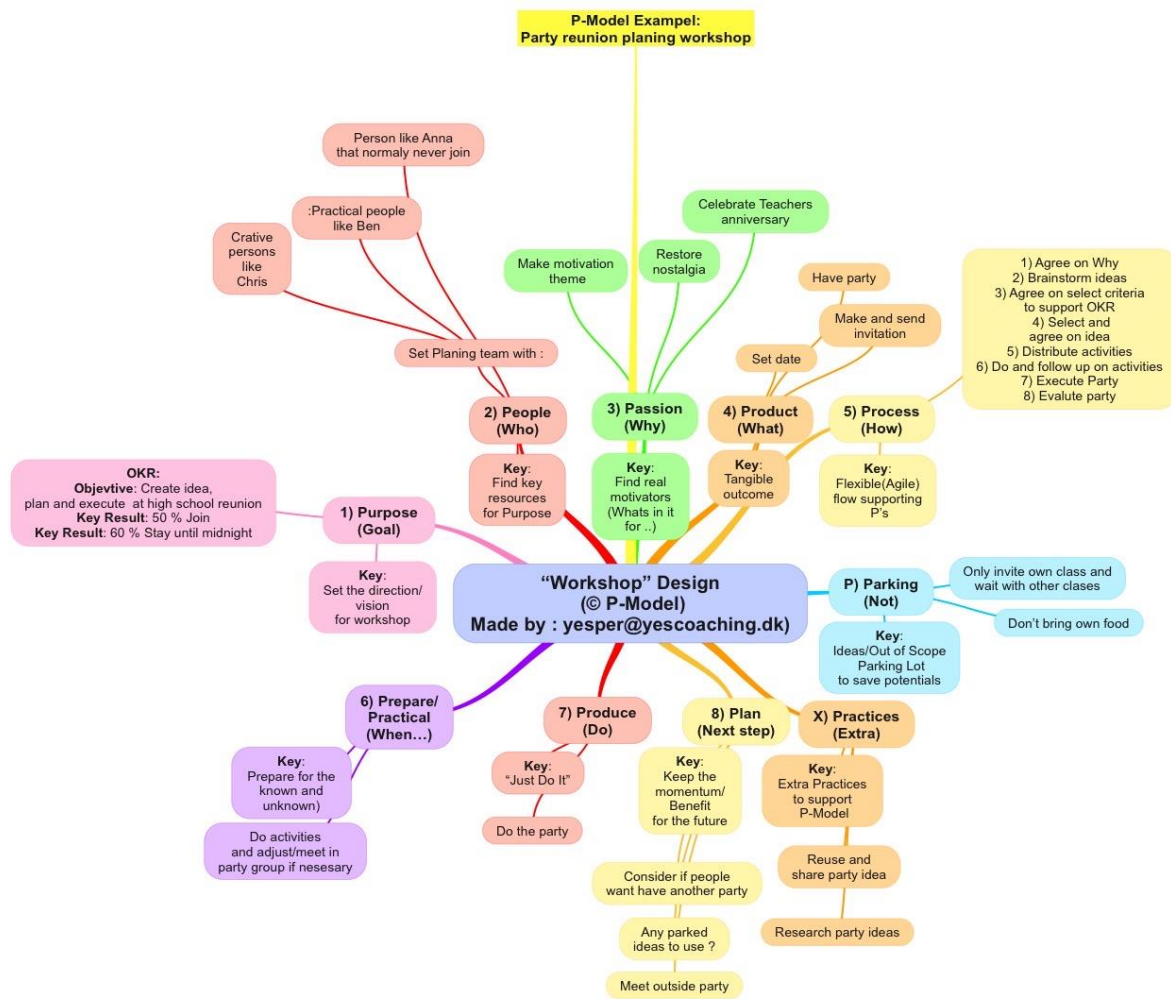 P-Model Exampel:
Party reunion planing workshop
Person like Anna
that normaly never join
:Practical people
like Ben
Crative
persons
like
Chris
Set Planing team with :
2) People
(Who)
Key:
Find key
resources
for Purpose
Celebrate Teachers
anniversary
Make motivation
theme
Restore
nostalgia
3) Passion
(Why)
Key:
Find real
motivators
(Whats in it
for ..)
Have party
Make and send
invitation
Set date
4) Product
(What)
Key:
Tangible
outcome
1) Agree on Why
2) Brainstorm ideas
3) Agree on select criteria
to support OKR
4) Select and
agree on idea
5) Distribute activities
6) Do and follow up on activities
7) Execute Party
8) Evalute party
5) Process
(How)
Key:
Flexible(Agile)
flow supporting
P's
OKR:
Objevtive: Create idea,
plan and execute at high school reunion
Key Result: 50 % Join
Key Result: 60 % Stay until midnight
1) Purpose
(Goal)
Key:
Set the direction/
vision
for workshop
“Workshop” Design
(© P-Model)
Made by : yesper@yescoaching.dk)
P) Parking
(Not)
Only invite own class and
wait with other clases
Don't bring own food
Key:
Ideas/Out of Scope
Parking Lot
to save potentials
6) Prepare/
Practical
(When…)
Key:
Prepare for the
known and
unknown)
Do activities
and adjust/meet in
party group if nesesary
7) Produce
(Do)
Key:
“Just Do It”
Do the party
8) Plan
(Next step)
Key:
Keep the
momentum/
Benefit
for the future
Consider if people
want have another party
Any parked
ideas to use ?
Meet outside party
X) Practices
(Extra)
Key:
Extra Practices
to support
P-Model
Reuse and
share party idea
Research party ideas